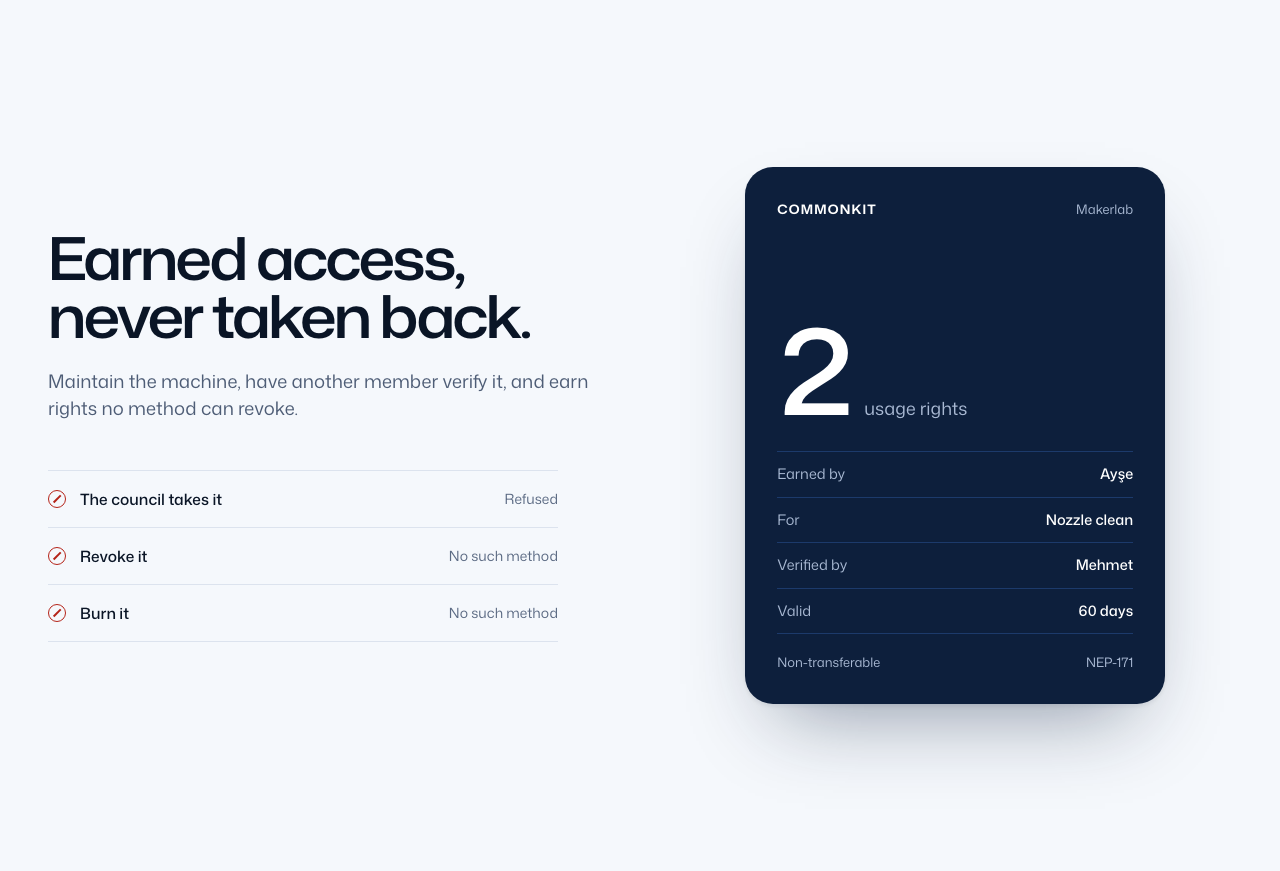 Earned access,
never taken back.
Maintain the machine, have another member verify it, and earn
rights no method can revoke.
The council takes it Refused
Revoke it No such method
Burn it No such method
COMMONKIT Makerlab
2 usage rights
Earned by Ayşe
For Nozzle clean
Verified by Mehmet
Valid 60 days
Non-transferable NEP-171